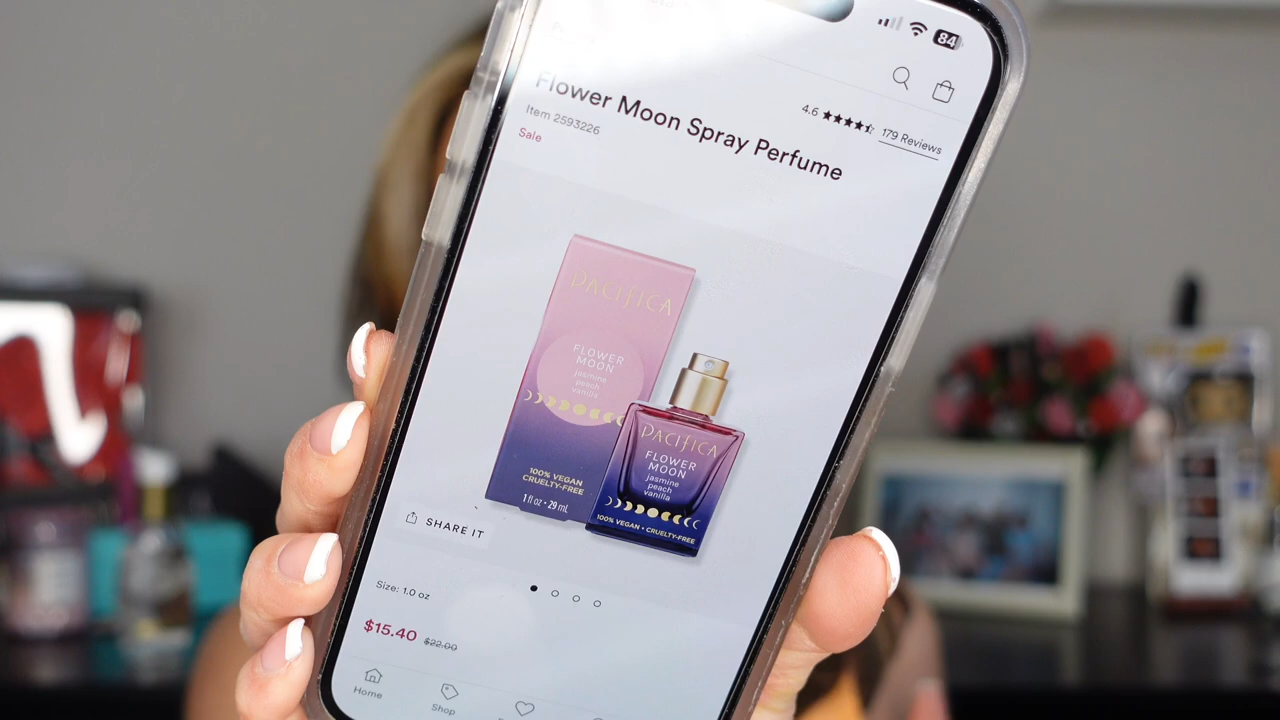 84
Flower Moon Spray Perfume
Item 2593226
4.6 179 Reviews
Sale
PACIFICA
FLOWER
MOON
jasmine
peach
vanilla
100% VEGAN
CRUELTY-FREE
1 fl oz • 29 mL
PACIFICA
FLOWER
MOON
jasmine
peach
vanilla
100% VEGAN • CRUELTY-FREE
SHARE IT
Size: 1.0 oz
$15.40 $22.00
Home
Shop